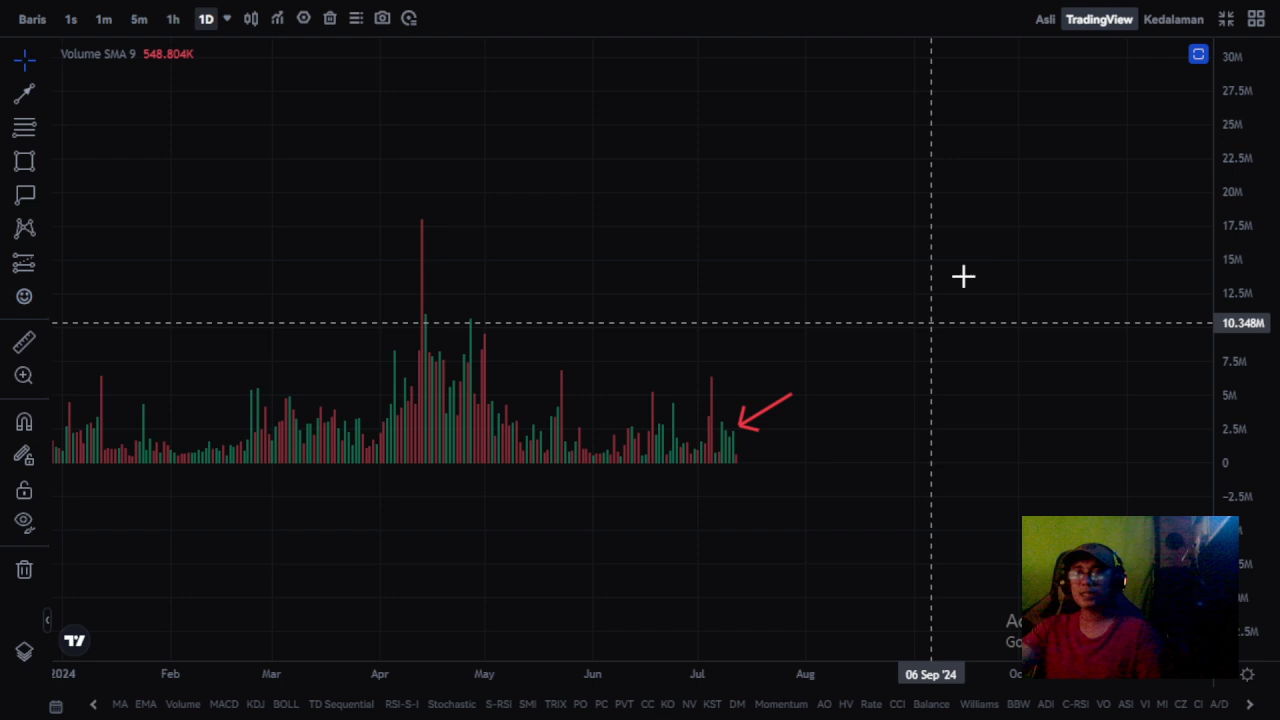 Baris 1s 1m 5m 1h 1D Asli TradingView Kedalaman
Volume SMA 9 548.804K
30M
27.5M
25M
22.5M
20M
17.5M
15M
12.5M
10.348M
7.5M
5M
2.5M
0
−2.5M
2024 Feb Mar Apr May Jun Jul Aug 06 Sep '24
MA EMA Volume MACD KDJ BOLL TD Sequential RSI-S-I Stochastic S-RSI SMI TRIX PO PC PVT CC KO NV KST DM Momentum AO HV Rate CCI Balance Williams BBW ADI C-RSI VO ASI VI MI CZ CI A/D